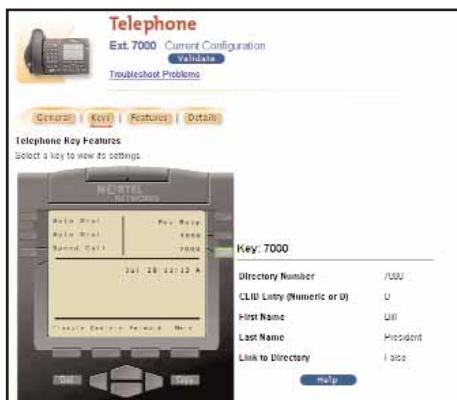 Telephone
Ext. 7000 Current Configuration
Validate
Troubleshoot Problems
General | Keys | Features | Details
Telephone Key Features
Select a key to view its settings.
NORTEL
NETWORKS
Auto Dial
Auto Dial
Speed Call 7000
Key: 7000
Directory Number 7000
CLID Entry (Numeric or D) D
First Name Bill
Last Name President
Link to Directory False
Help